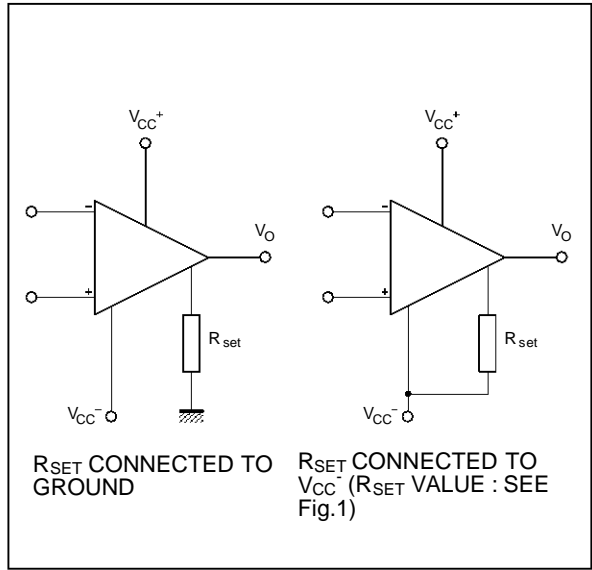 VCC+
VCC+
-
VO
-
VO
+
Rset
+
Rset
VCC-
VCC-
RSET CONNECTED TO
GROUND
RSET CONNECTED TO
VCC- (RSET VALUE : SEE
Fig.1)